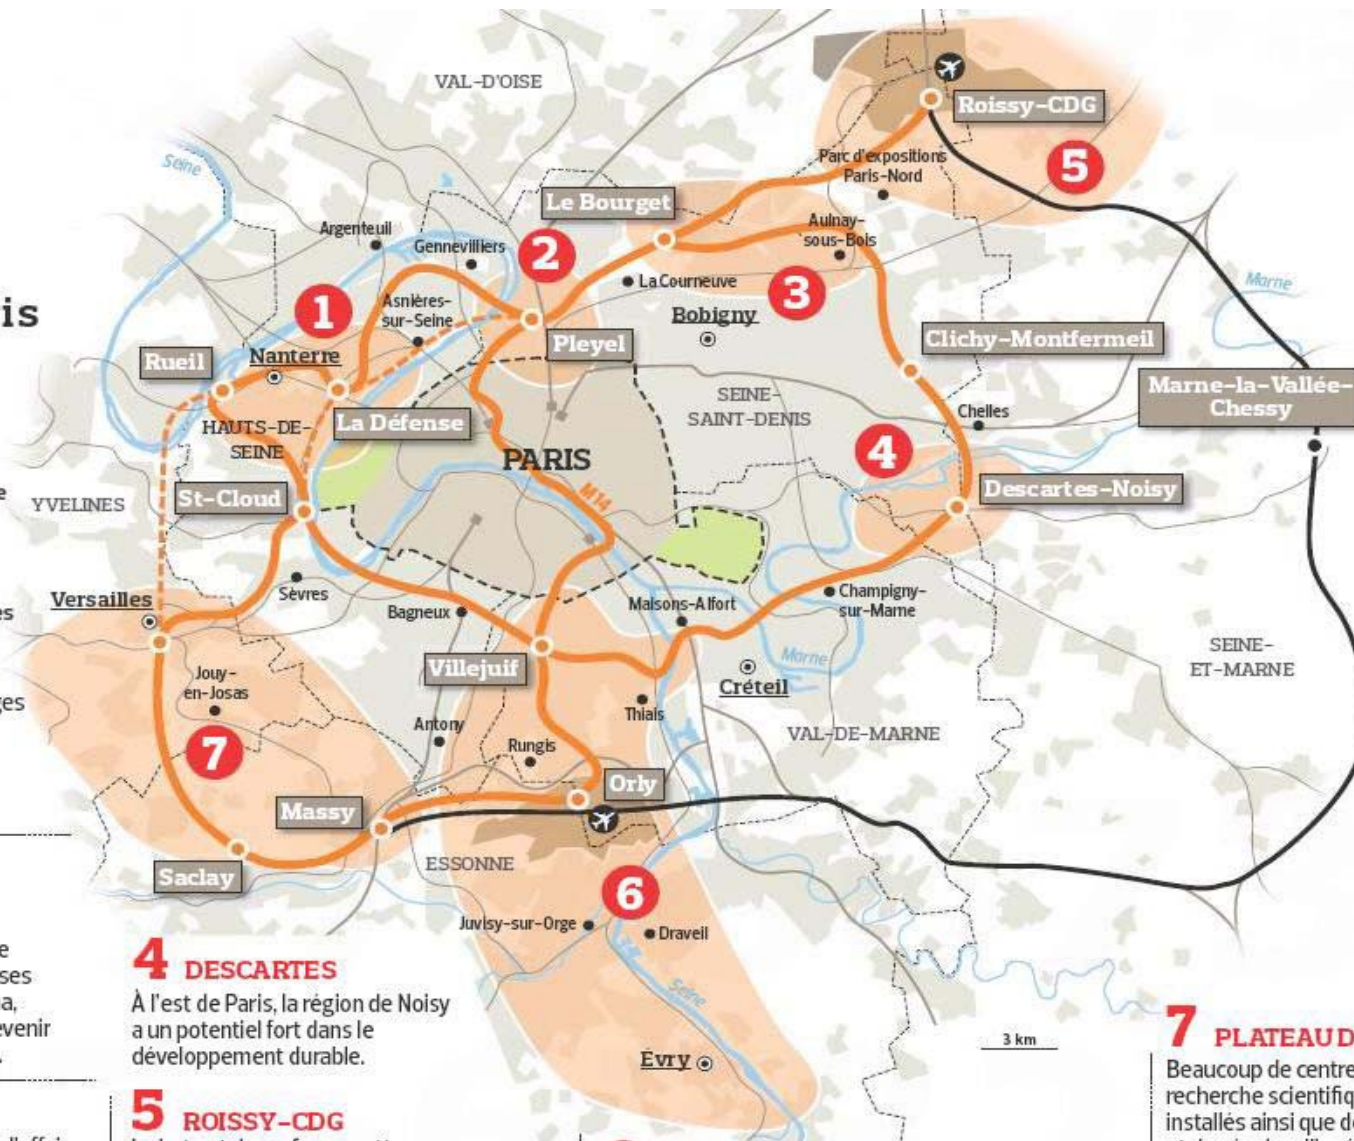 VAL-D'OISE
Roissy-CDG
Seine
Parc d'expositions
Paris-Nord
5
Le Bourget
Argenteuil
Gennevilliers
2
Aulnay-
sous-Bois
La Courneuve
Marne
is
1
Asnières-
sur-Seine
3
Bobigny
Rueil
Nanterre
Pleyel
Clichy-Montfermeil
Marne-la-Vallée-
Chessy
HAUTS-DE-
SEINE
La Défense
SEINE-
SAINT-DENIS
Chelles
4
PARIS
M14
YVELINES
St-Cloud
Descartes-Noisy
e
Versailles
Sèvres
Bagneux
Maisons-Alfort
Champigny-
sur-Marne
es
Villejuif
Marne
SEINE-
ET-MARNE
Jouy-
en-Josas
Créteil
ges
Thiais
7
Antony
Rungis
VAL-DE-MARNE
Massy
Orly
Saclay
ESSONNE
6
Juvisy-sur-Orge
Draveil
Seine
Évry
3 km
e
ses
a,
evenir
.
4 DESCARTES
À l'est de Paris, la région de Noisy
a un potentiel fort dans le
développement durable.
5 ROISSY-CDG
7 PLATEAU D
Beaucoup de centre
recherche scientifiq
installés ainsi que d